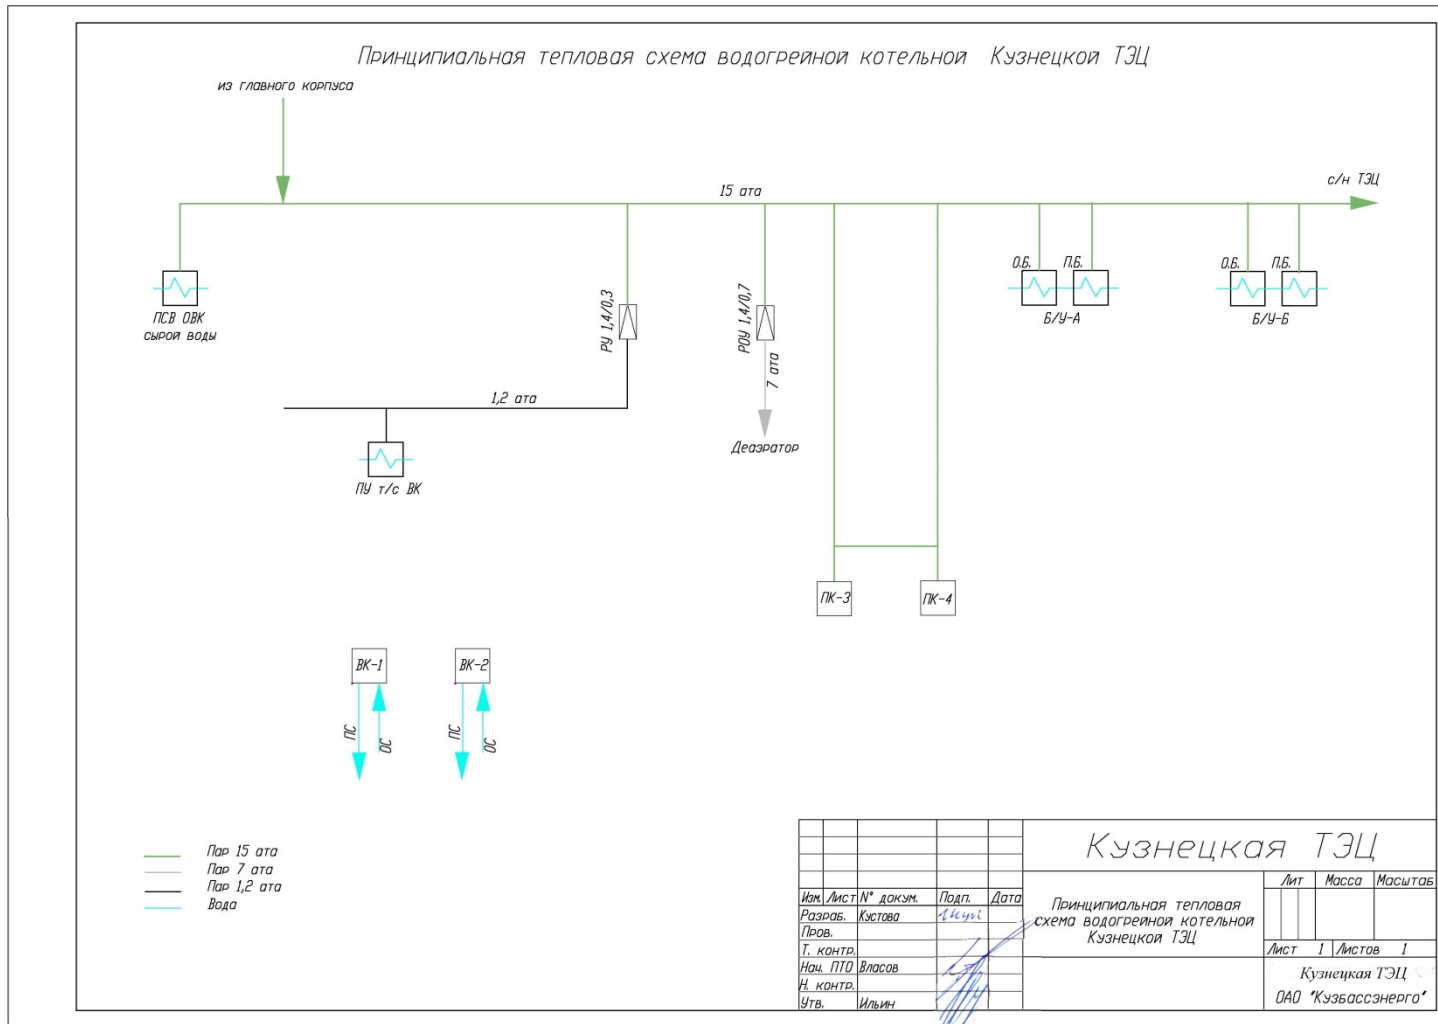 Принципиальная тепловая схема водогрейной котельной Кузнецкой ТЭЦ
из главного корпуса
с/н ТЭЦ
15 ата
О.Б. П.Б.
О.Б. П.Б.
ПСВ ОВК
сырой воды
РУ 1,4/0,3
РОУ 1,4/0,7
Б/У-А
Б/У-Б
7 ата
1,2 ата
Деаэратор
ПУ т/с ВК
ПК-3
ПК-4
ВК-1
ВК-2
ПС
ОС
ПС
ОС
Пар 15 ата
Пар 7 ата
Пар 1,2 ата
Вода
Кузнецкая ТЭЦ
Изм. Лист N° докум. Подп. Дата
Разраб. Кустова
Пров.
Т. контр.
Нач. ПТО Власов
Н. контр.
Утв. Ильин
Принципиальная тепловая
схема водогрейной котельной
Кузнецкой ТЭЦ
Лит Масса Масштаб
Лист 1 Листов 1
Кузнецкая ТЭЦ
ОАО "Кузбассэнерго"